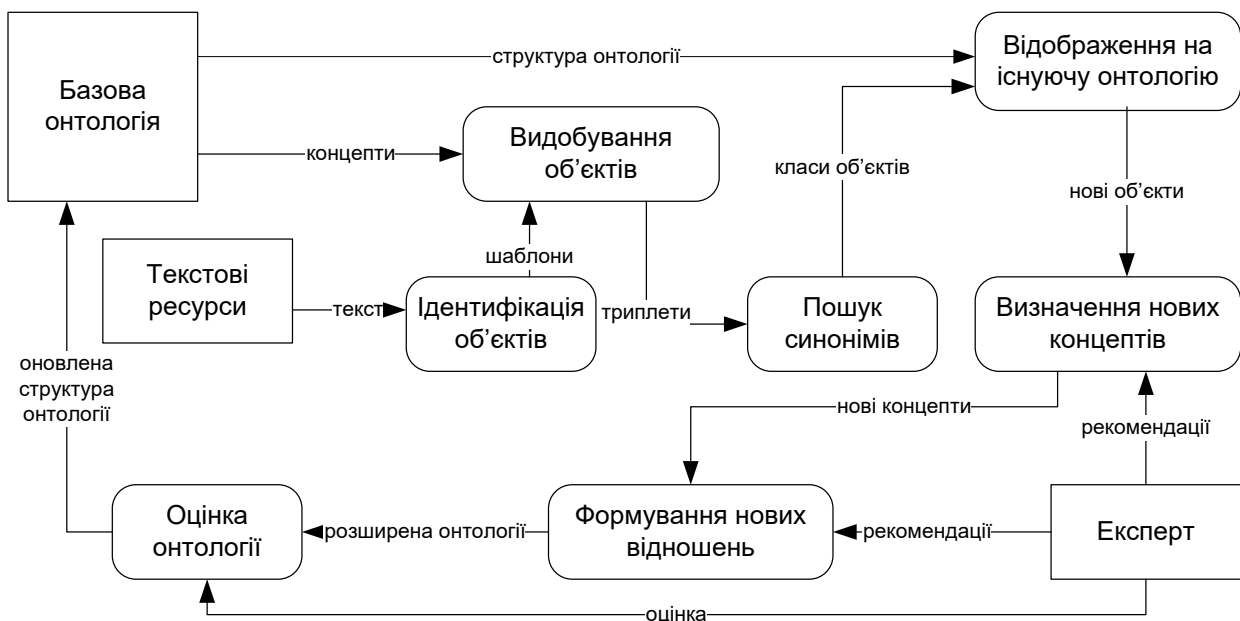 Базова
онтологія
структура онтології
Відображення на
існуючу онтологію
концепти
Видобування
об’єктів
класи об’єктів
нові об’єкти
шаблони
Текстові
ресурси
текст
Ідентифікація
об’єктів
триплети
Пошук
синонімів
Визначення нових
концептів
оновлена
структура
онтології
нові концепти
рекомендації
Оцінка
онтології
розширена онтології
Формування нових
відношень
рекомендації
Експерт
оцінка